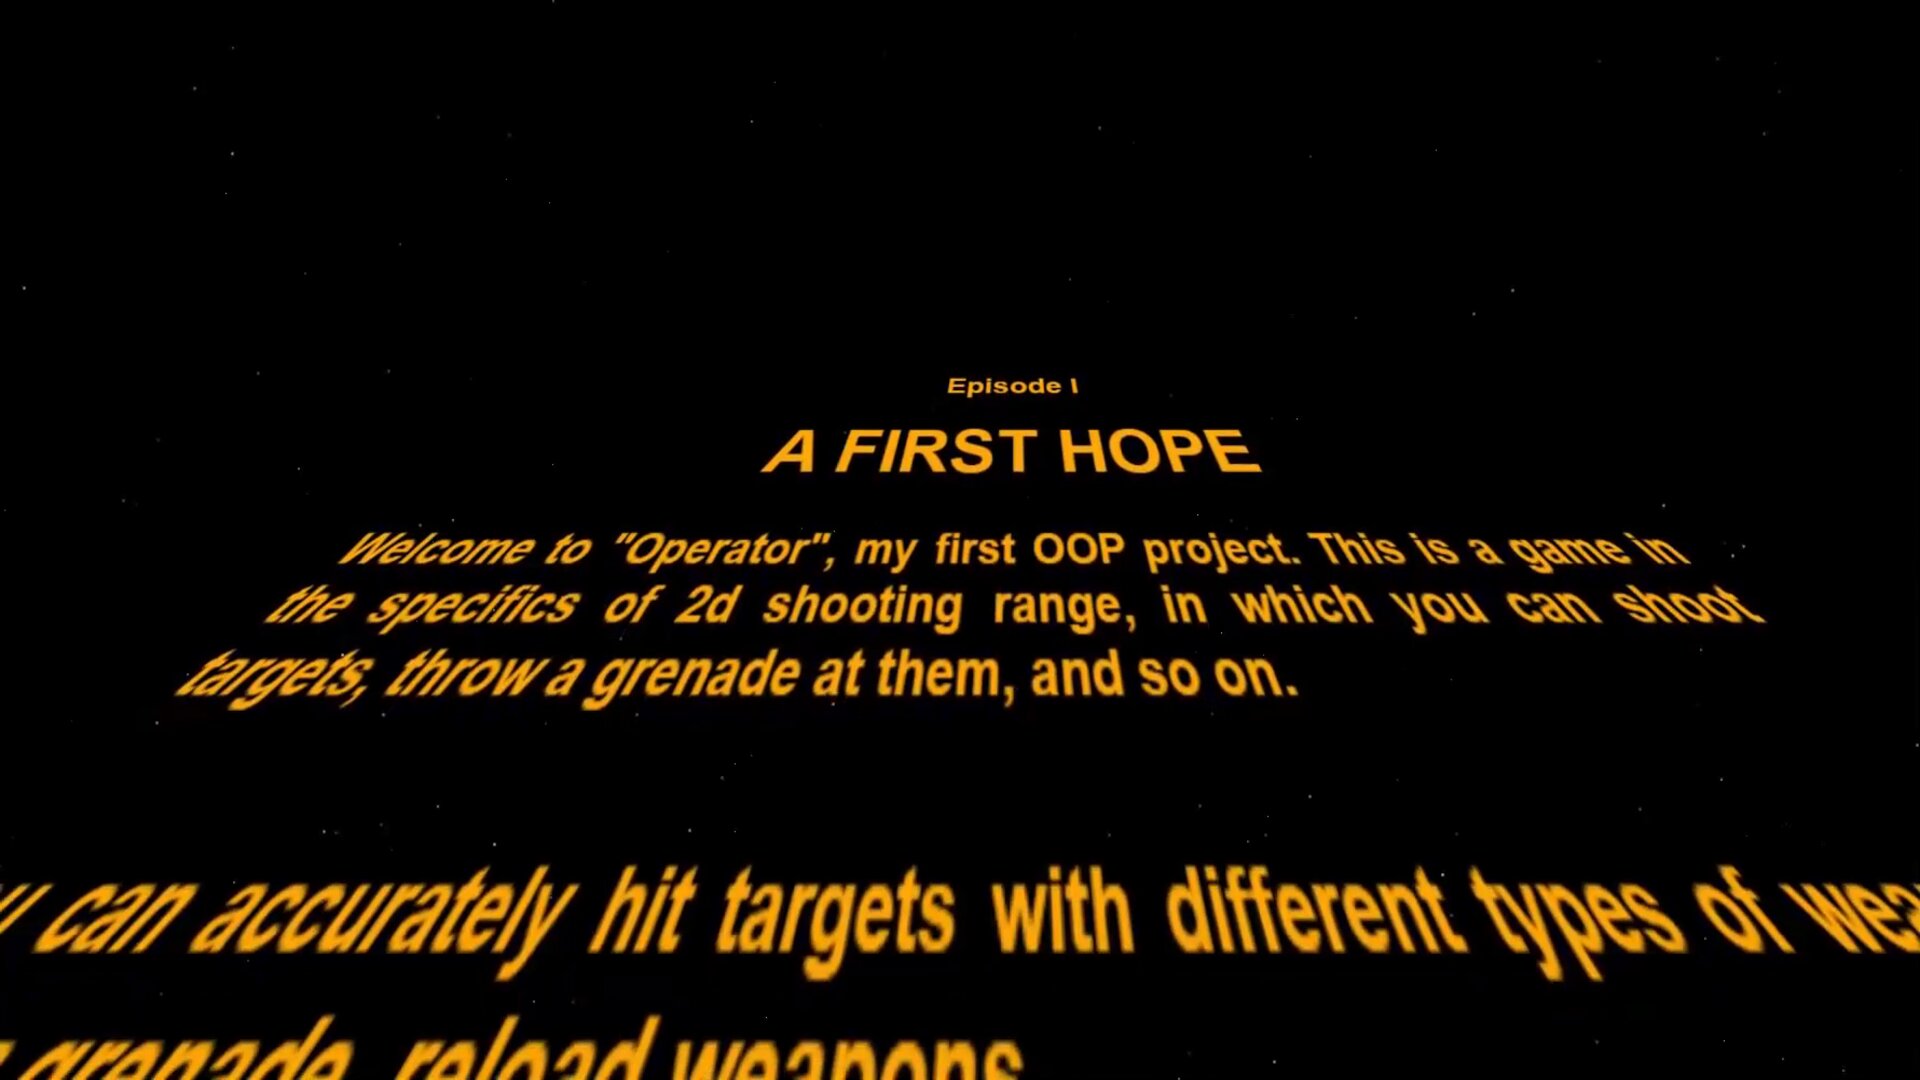 Episode I
A FIRST HOPE
Welcome to "Operator", my first OOP project. This is a game in
the specifics of 2d shooting range, in which you can shoot
targets, throw a grenade at them, and so on.
can accurately hit targets with different types of
grenade, reload weapons